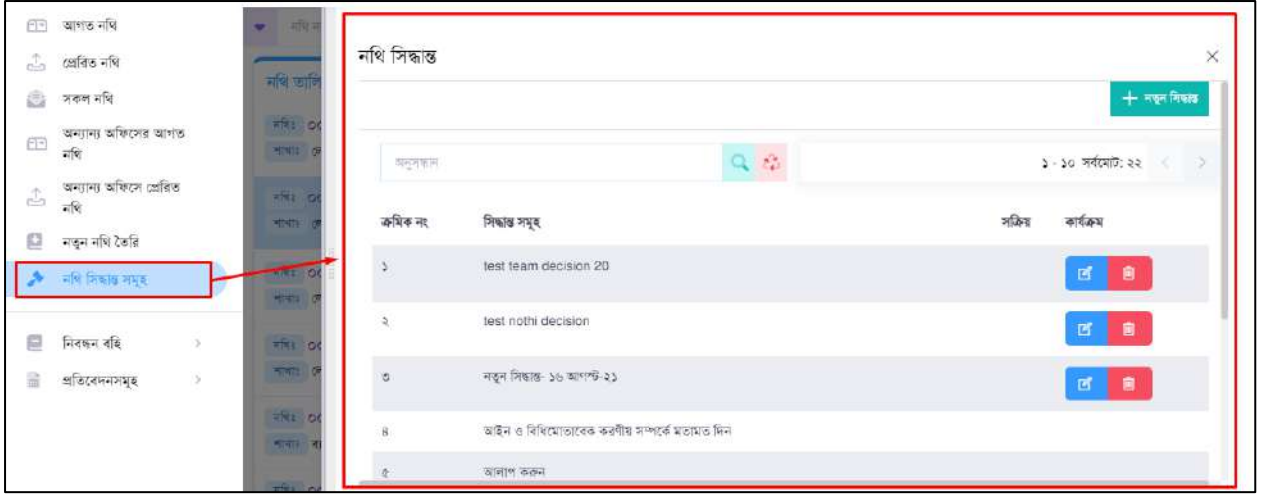 আগত নথি
প্রেরিত নথি
সকল নথি
অন্যান্য অফিসের আগত
নথি
অন্যান্য অফিসে প্রেরিত
নথি
নতুন নথি তৈরি
নথি সিদ্ধান্ত সমূহ
নিবন্ধন বহি
প্রতিবেদনসমূহ
নথি তালি
নথি সিদ্ধান্ত
নতুন সিদ্ধান্ত
অনুসন্ধান
১ - ১০ সর্বমোট: ২২
ক্রমিক নং সিদ্ধান্ত সমূহ সক্রিয় কার্যক্রম
১ test team decision 20
২ test nothi decision
৩ নতুন সিদ্ধান্ত- ১৬ আগস্ট-২১
৪ আইন ও বিধিমোতাবেক করণীয় সম্পর্কে মতামত দিন
৫ আলাপ করুন